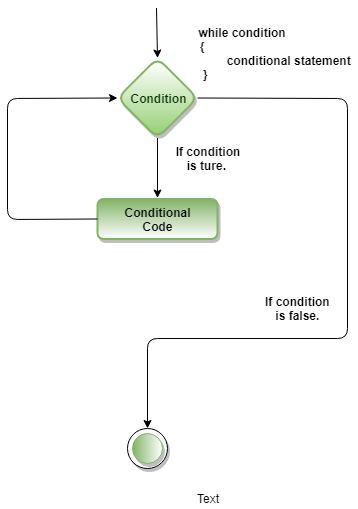 while condition
{
conditional statement
}
Condition
If condition
is ture.
Conditional
Code
If condition
is false.
Text